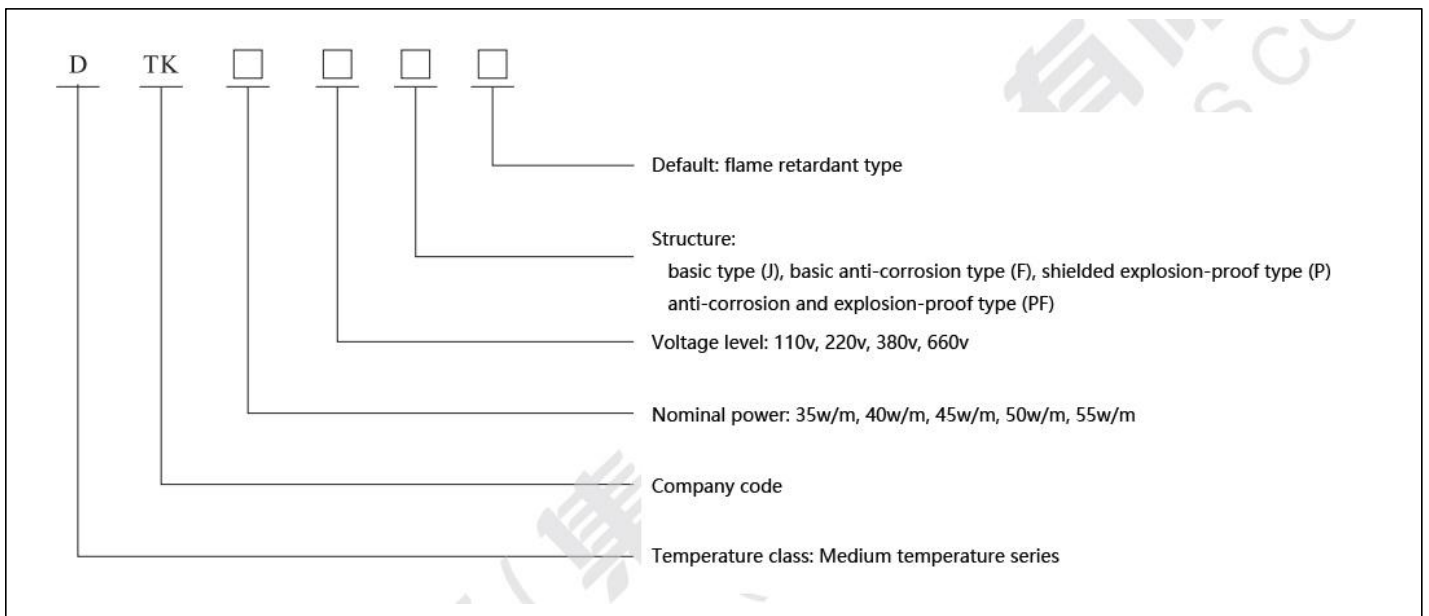 D TK □ □ □ □
Default: flame retardant type
Structure:
basic type (J), basic anti-corrosion type (F), shielded explosion-proof type (P)
anti-corrosion and explosion-proof type (PF)
Voltage level: 110v, 220v, 380v, 660v
Nominal power: 35w/m, 40w/m, 45w/m, 50w/m, 55w/m
Company code
Temperature class: Medium temperature series